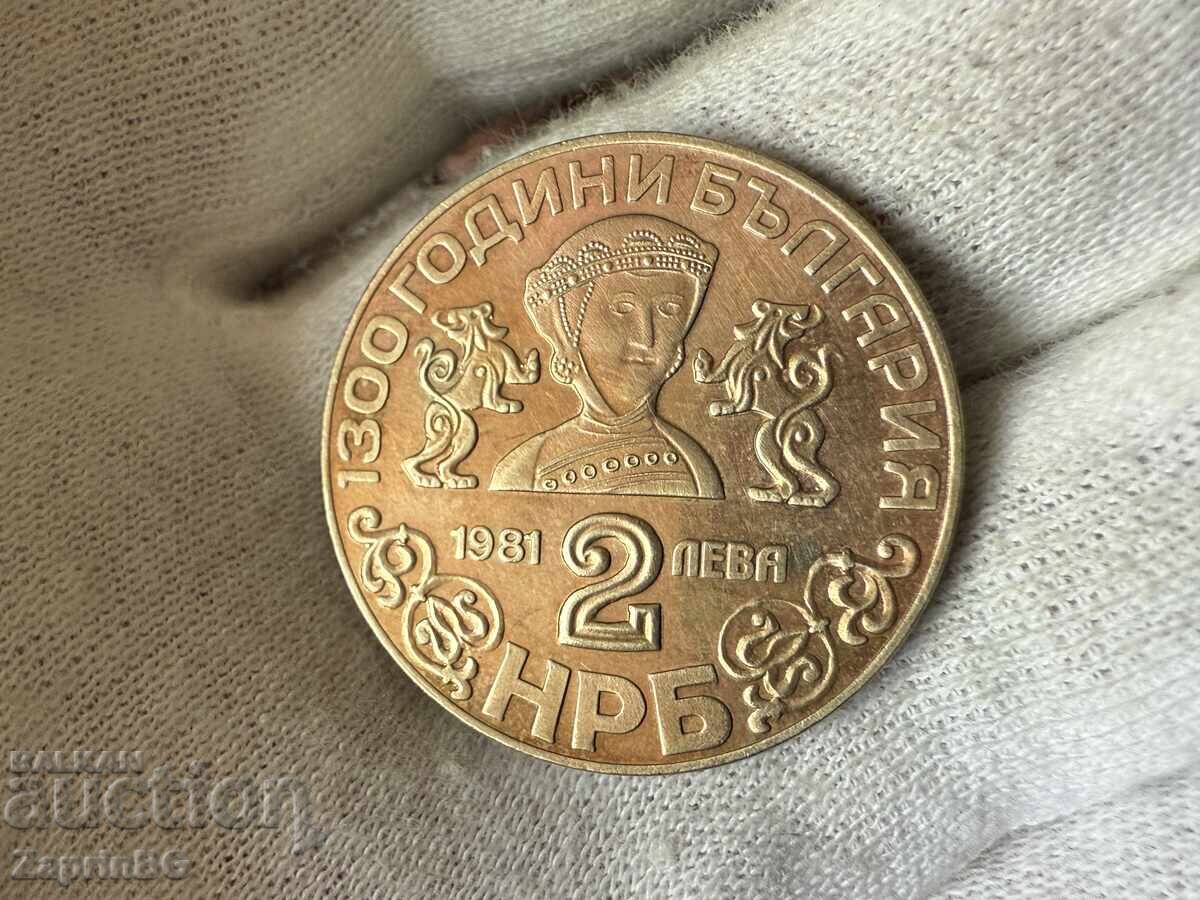 1300 ГОДИНИ БЪЛГАРИЯ
1981 2 ЛЕВА
НРБ
BALKAN
auction
ZaprinBG